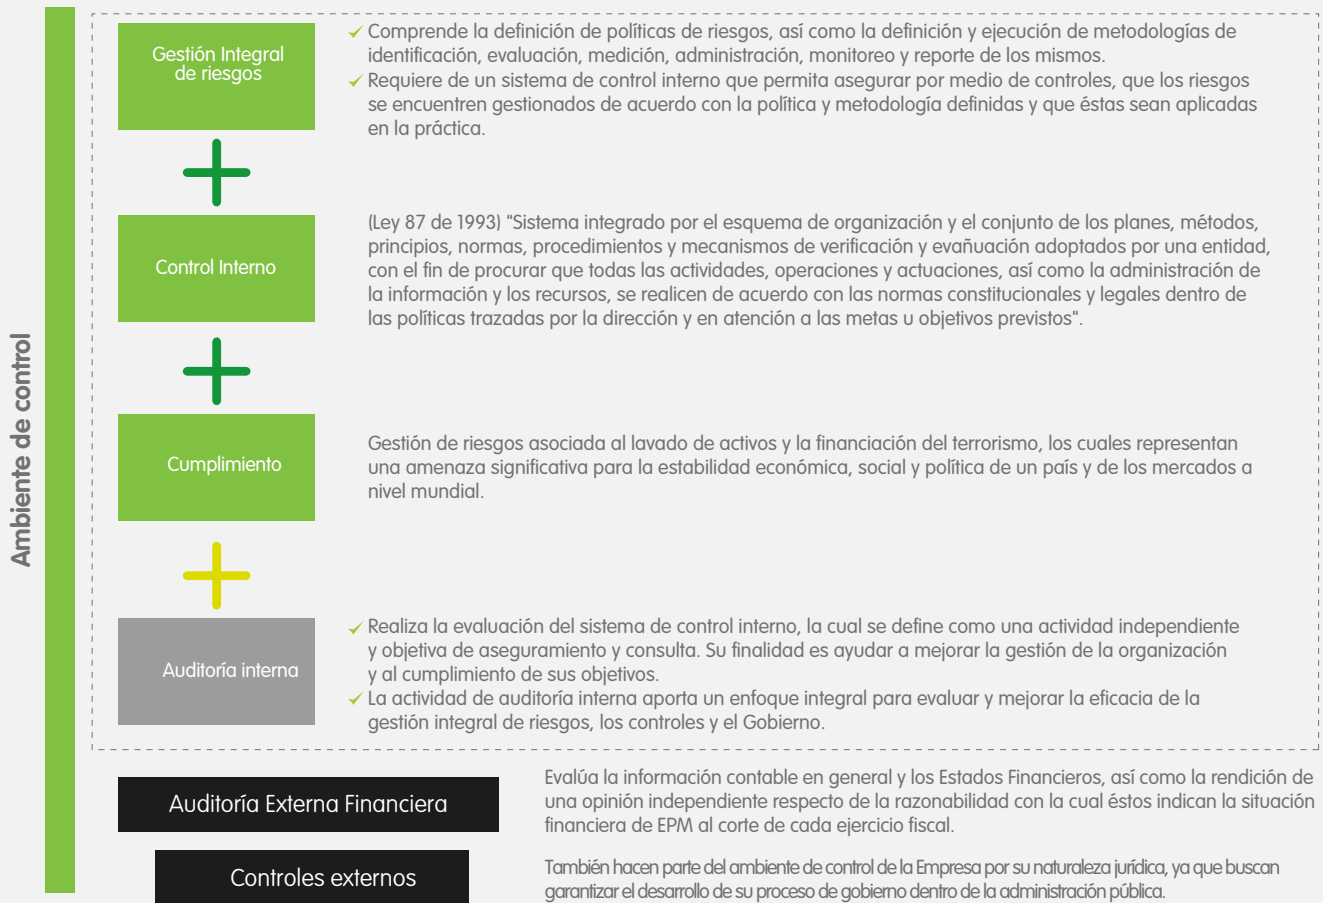 Ambiente de control
Gestión Integral
de riesgos
Comprende la definición de políticas de riesgos, así como la definición y ejecución de metodologías de
identificación, evaluación, medición, administración, monitoreo y reporte de los mismos.
Requiere de un sistema de control interno que permita asegurar por medio de controles, que los riesgos
se encuentren gestionados de acuerdo con la política y metodología definidas y que éstas sean aplicadas
en la práctica.
Control Interno
(Ley 87 de 1993) "Sistema integrado por el esquema de organización y el conjunto de los planes, métodos,
principios, normas, procedimientos y mecanismos de verificación y evañuación adoptados por una entidad,
con el fin de procurar que todas las actividades, operaciones y actuaciones, así como la administración de
la información y los recursos, se realicen de acuerdo con las normas constitucionales y legales dentro de
las políticas trazadas por la dirección y en atención a las metas u objetivos previstos".
Cumplimiento
Gestión de riesgos asociada al lavado de activos y la financiación del terrorismo, los cuales representan
una amenaza significativa para la estabilidad económica, social y política de un país y de los mercados a
nivel mundial.
Auditoría interna
Realiza la evaluación del sistema de control interno, la cual se define como una actividad independiente
y objetiva de aseguramiento y consulta. Su finalidad es ayudar a mejorar la gestión de la organización
y al cumplimiento de sus objetivos.
La actividad de auditoría interna aporta un enfoque integral para evaluar y mejorar la eficacia de la
gestión integral de riesgos, los controles y el Gobierno.
Auditoría Externa Financiera
Evalúa la información contable en general y los Estados Financieros, así como la rendición de
una opinión independiente respecto de la razonabilidad con la cual éstos indican la situación
financiera de EPM al corte de cada ejercicio fiscal.
Controles externos
También hacen parte del ambiente de control de la Empresa por su naturaleza jurídica, ya que buscan
garantizar el desarrollo de su proceso de gobierno dentro de la administración pública.